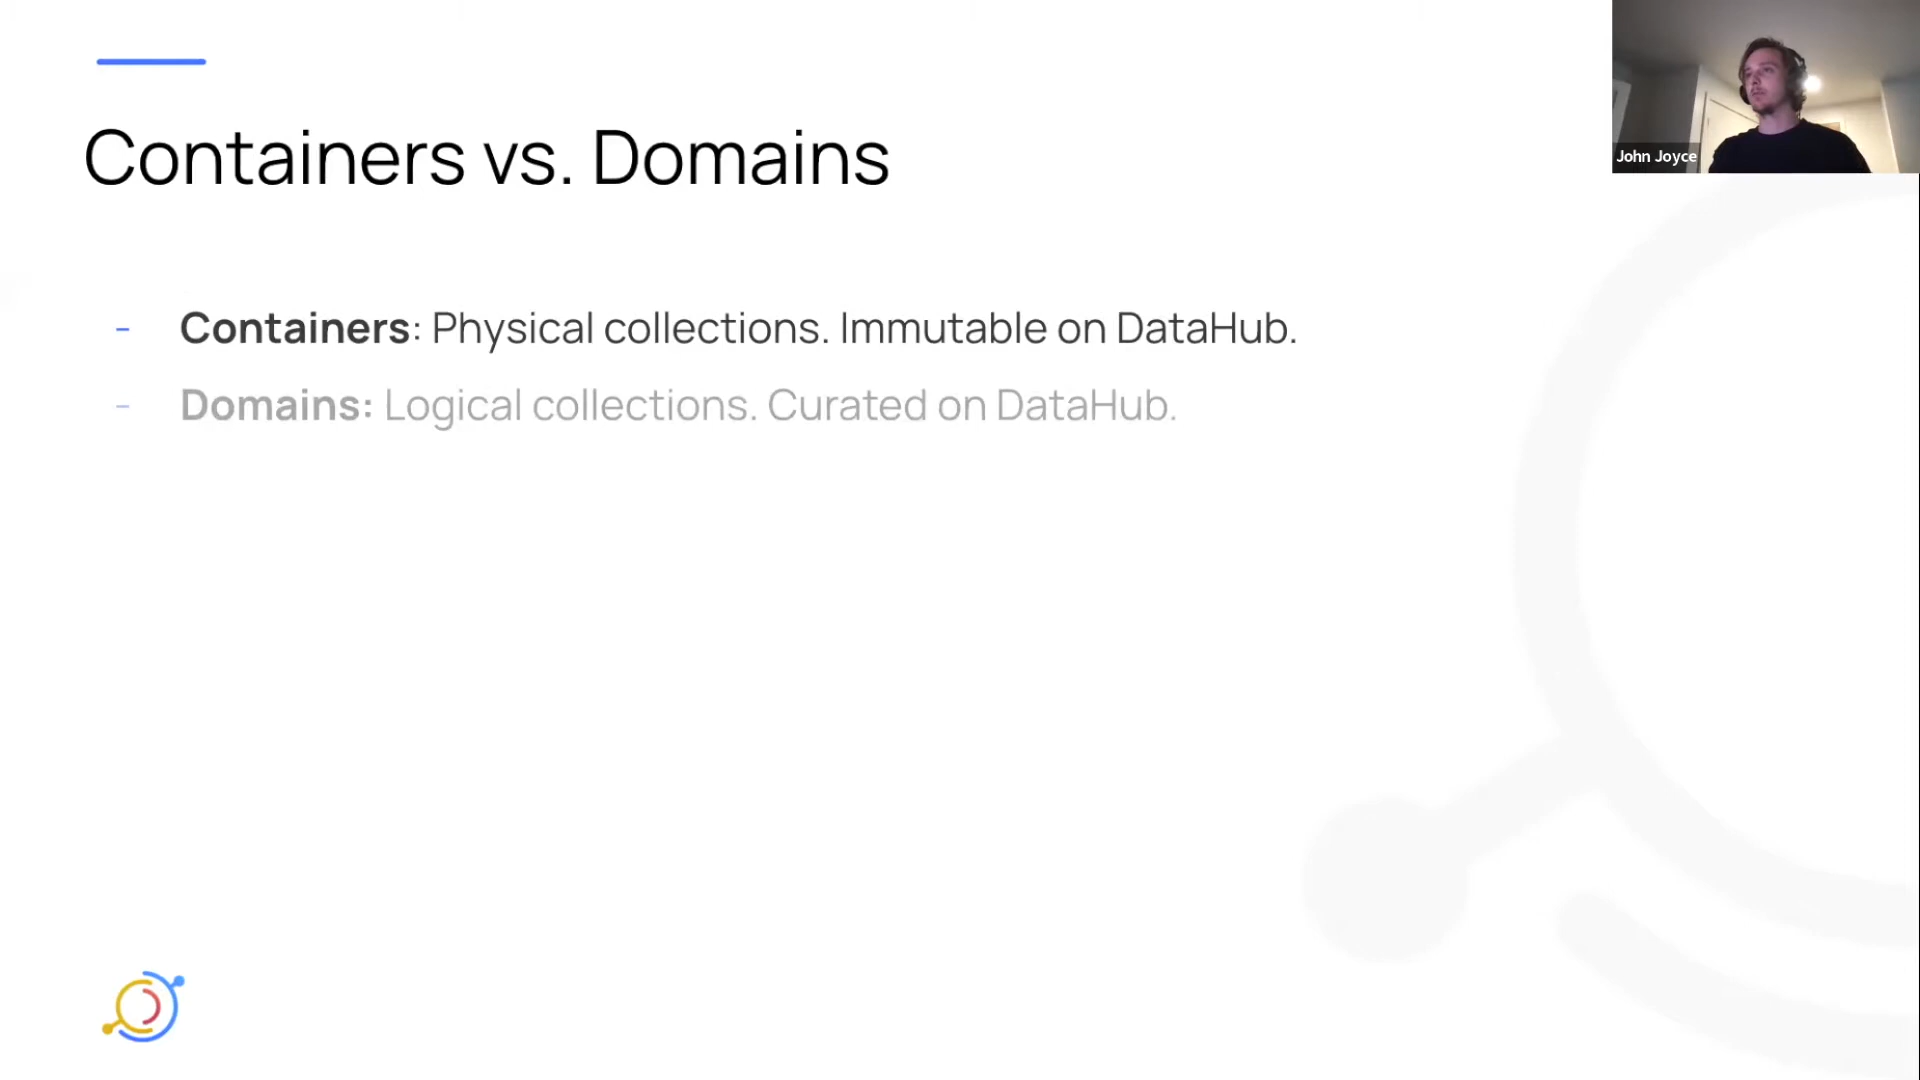 John Joyce
Containers vs. Domains
- Containers: Physical collections. Immutable on DataHub.
- Domains: Logical collections. Curated on DataHub.